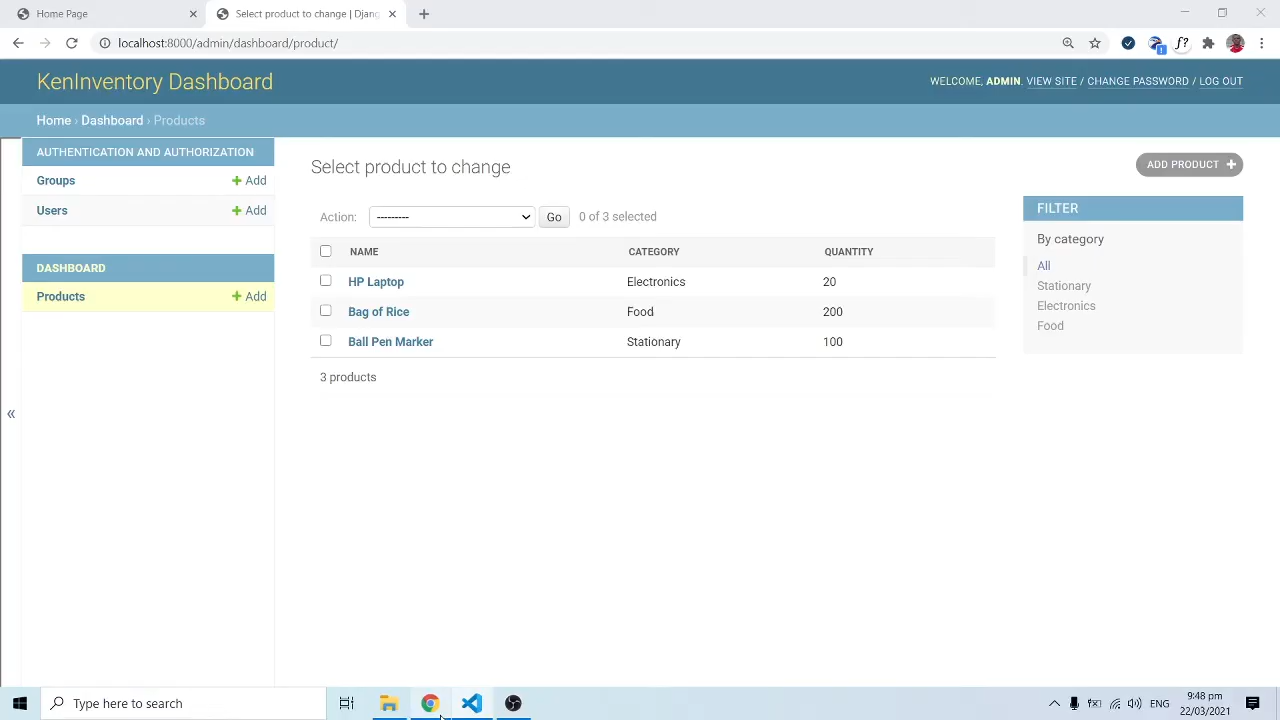 Home Page
Select product to change | Djang
localhost:8000/admin/dashboard/product/
KenInventory Dashboard
WELCOME, ADMIN. VIEW SITE / CHANGE PASSWORD / LOG OUT
Home › Dashboard › Products
AUTHENTICATION AND AUTHORIZATION
Groups + Add
Users + Add
DASHBOARD
Products + Add
«
Select product to change
ADD PRODUCT +
Action: --------- Go 0 of 3 selected
NAME CATEGORY QUANTITY
HP Laptop Electronics 20
Bag of Rice Food 200
Ball Pen Marker Stationary 100
3 products
FILTER
By category
All
Stationary
Electronics
Food
Type here to search
ENG
9:48 pm
22/03/2021